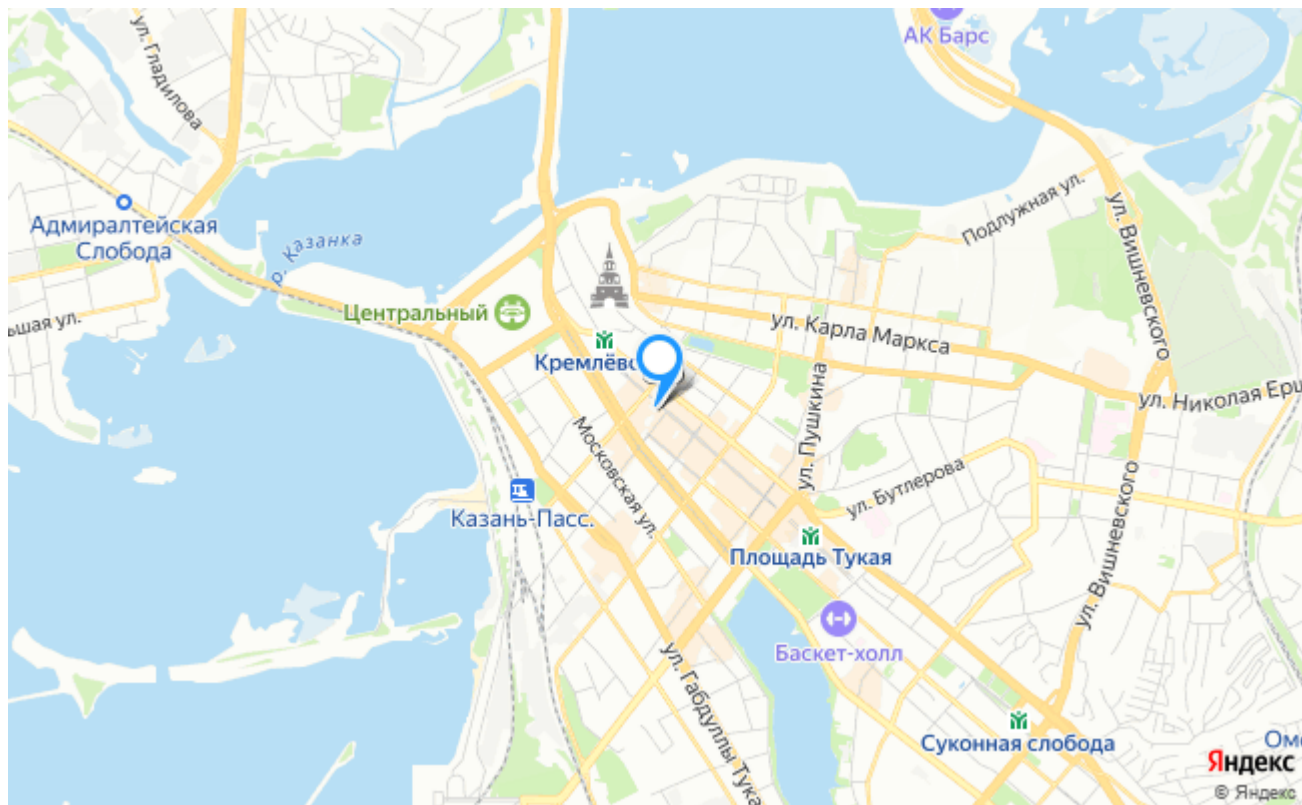 АК Барс
ул. Гладилова
Адмиралтейская
Слобода
р. Казанка
Подлужная ул.
ул. Вишневского
Центральный
ул. Карла Маркса
Кремлёвс
ул. Пушкина
ул. Николая Ерш
Московская ул.
ул. Бутлерова
Казань-Пасс.
Площадь Тукая
ул. Вишневского
Баскет-холл
ул. Габдуллы Тука
Суконная слобода
Яндекс
© Яндекс